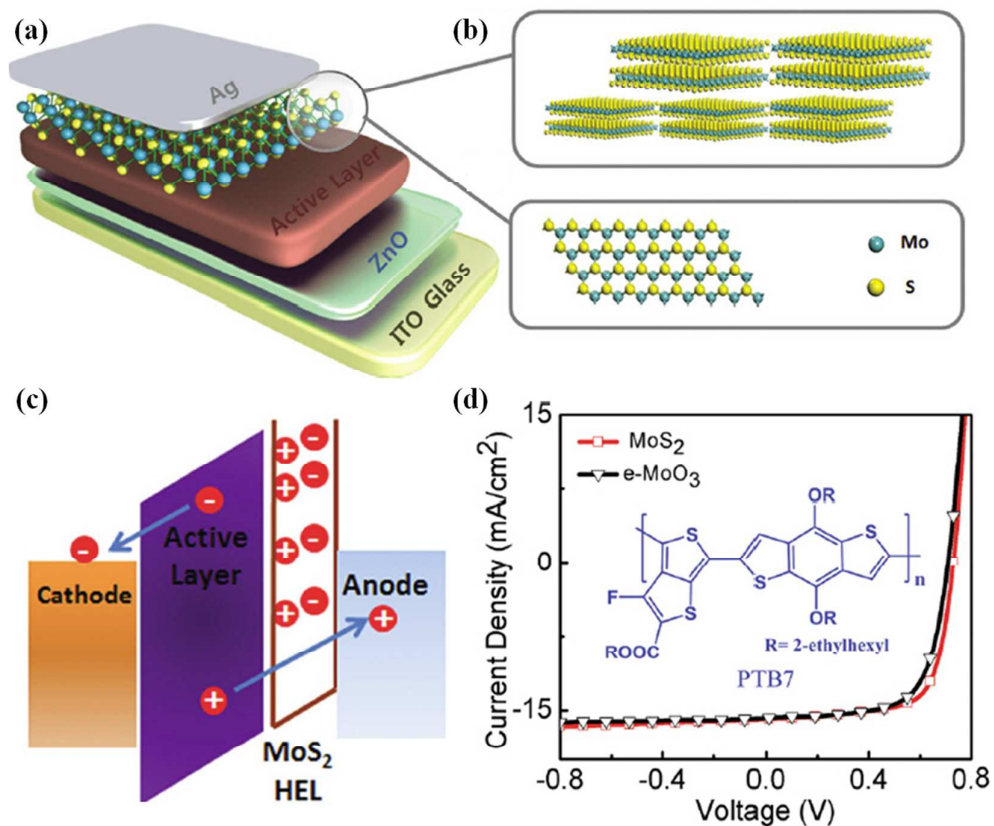 (a)
Ag
Active Layer
ZnO
ITO Glass
(b)
Mo
S
(c)
Cathode
Active
Layer
Anode
MoS₂
HEL
(d)
MoS₂
e-MoO₃
OR
S
S
n
F
S
S
OR
ROOC
R= 2-ethylhexyl
PTB7
Current Density (mA/cm²)
15
0
-15
-0.8
-0.4
0.0
0.4
0.8
Voltage (V)